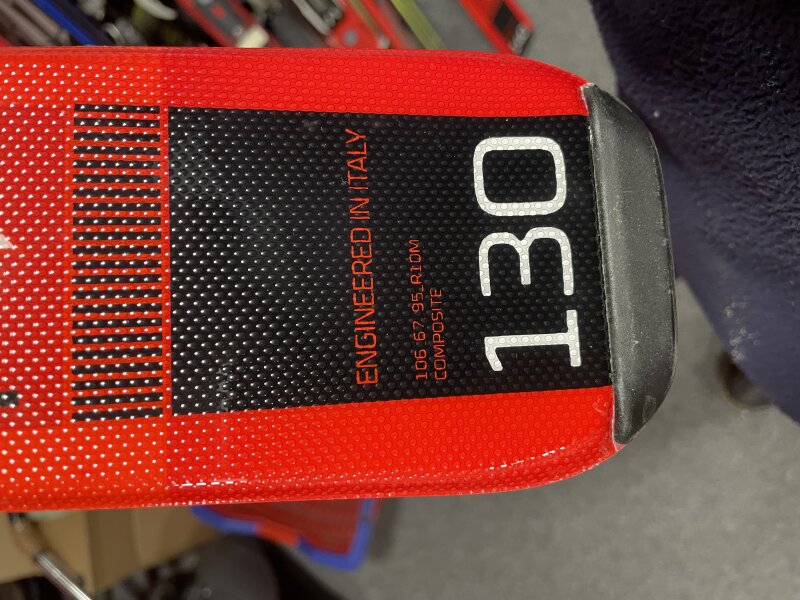 ENGINEERED IN ITALY
106_67_95_R10M
COMPOSITE
130